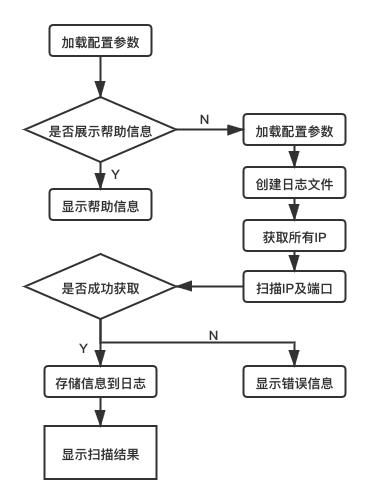 加载配置参数
是否展示帮助信息
N
加载配置参数
Y
创建日志文件
显示帮助信息
获取所有IP
是否成功获取
扫描IP及端口
N
Y
存储信息到日志
显示错误信息
显示扫描结果